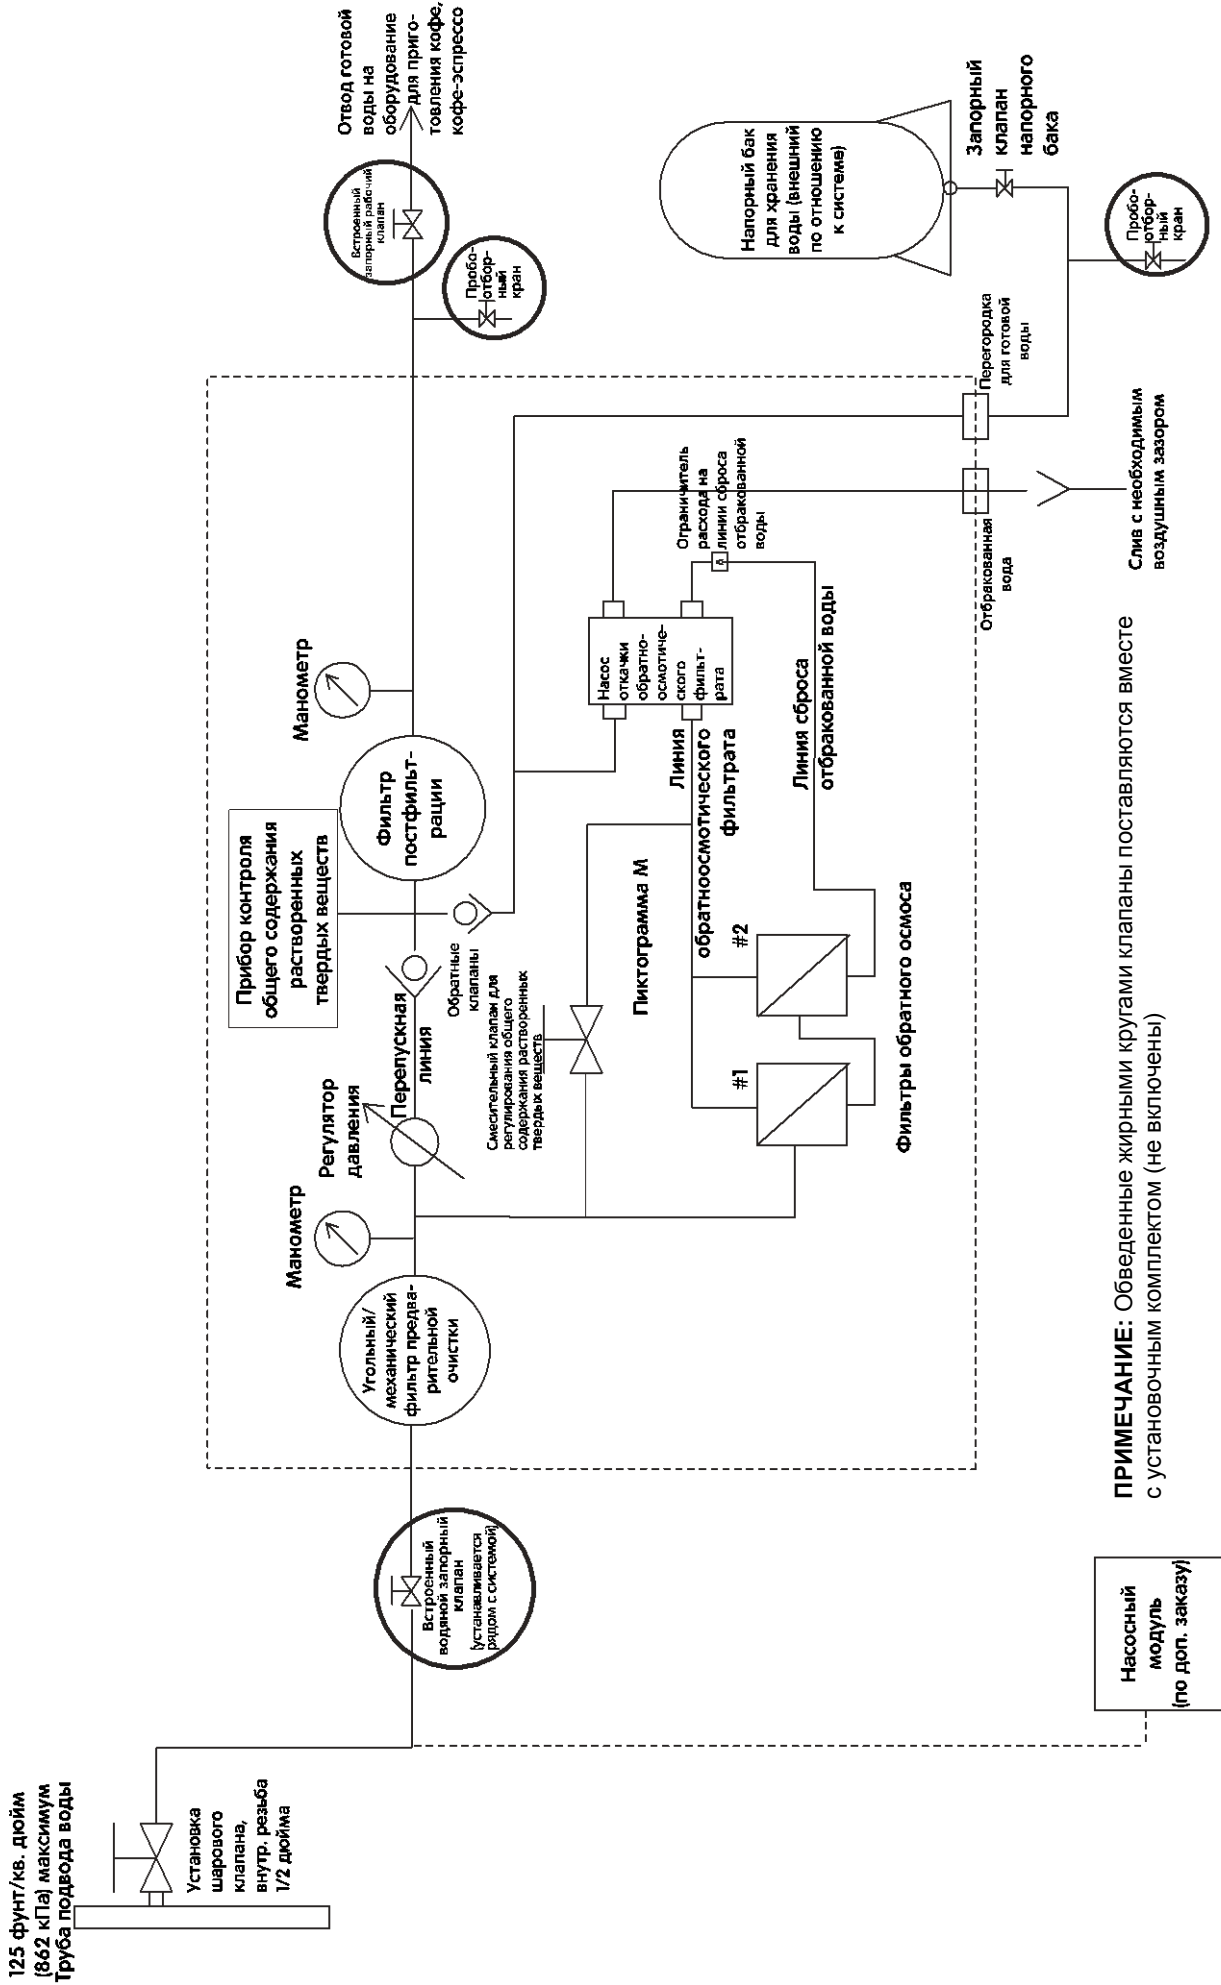 125 фунт/кв. дюйм
(862 кПа) максимум
Труба подвода воды
Установка
шарового
клапана,
внутр. резьба
1/2 дюйма
Встроенный
водяной запорный
клапан
(устанавливается
рядом с системой)
Насосный
модуль
(по доп. заказу)
Угольный/
механический
фильтр предва-
рительной
очистки
Манометр
Регулятор
давления
Перепускная
линия
Прибор контроля
общего содержания
растворенных
твердых веществ
Обратные
клапаны
Смесительный клапан для
регулирования общего
содержания растворенных
твердых веществ
Фильтр
постфильт-
рации
Манометр
Пиктограмма М
#1
#2
Фильтры обратного осмоса
Линия
обратноосмотического
фильтрата
Линия сброса
отбракованной воды
Насос
откачки
обратно-
осмотиче-
ского
фильт-
рата
Ограничитель
расхода на
линии сброса
отбракованной
воды
Встроенный
запорный рабочий
клапан
Пробо-
отбор-
ный
кран
Отвод готовой
воды на
оборудование
для приго-
товления кофе,
кофе-эспрессо
Напорный бак
для хранения
воды (внешний
по отношению
к системе)
Запорный
клапан
напорного
бака
Пробо-
отбор-
ный
кран
Перегородка
для готовой
воды
Отбракованная
вода
Слив с необходимым
воздушным зазором
ПРИМЕЧАНИЕ: Обведенные жирными кругами клапаны поставляются вместе
с установочным комплектом (не включены)